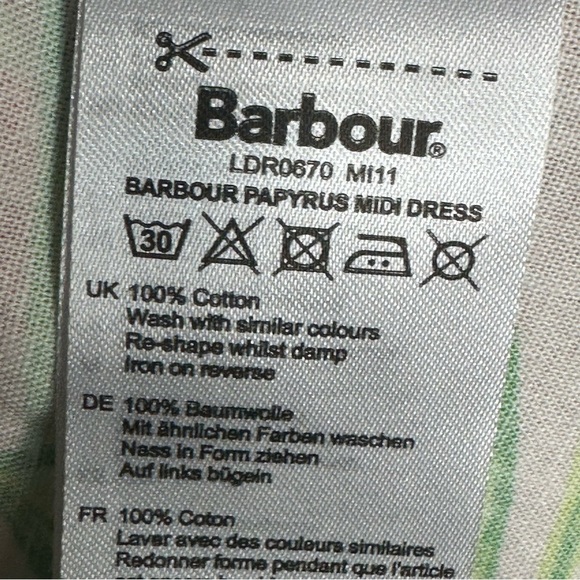 Barbour®
LDR0670 MI11
BARBOUR PAPYRUS MIDI DRESS
30
UK 100% Cotton
Wash with similar colours
Re-shape whilst damp
Iron on reverse
DE 100% Baumwolle
Mit ähnlichen Farben waschen
Nass in Form ziehen
Auf links bügeln
FR 100% Coton
Laver avec des couleurs similaires
Redonner forme pendant que l'article